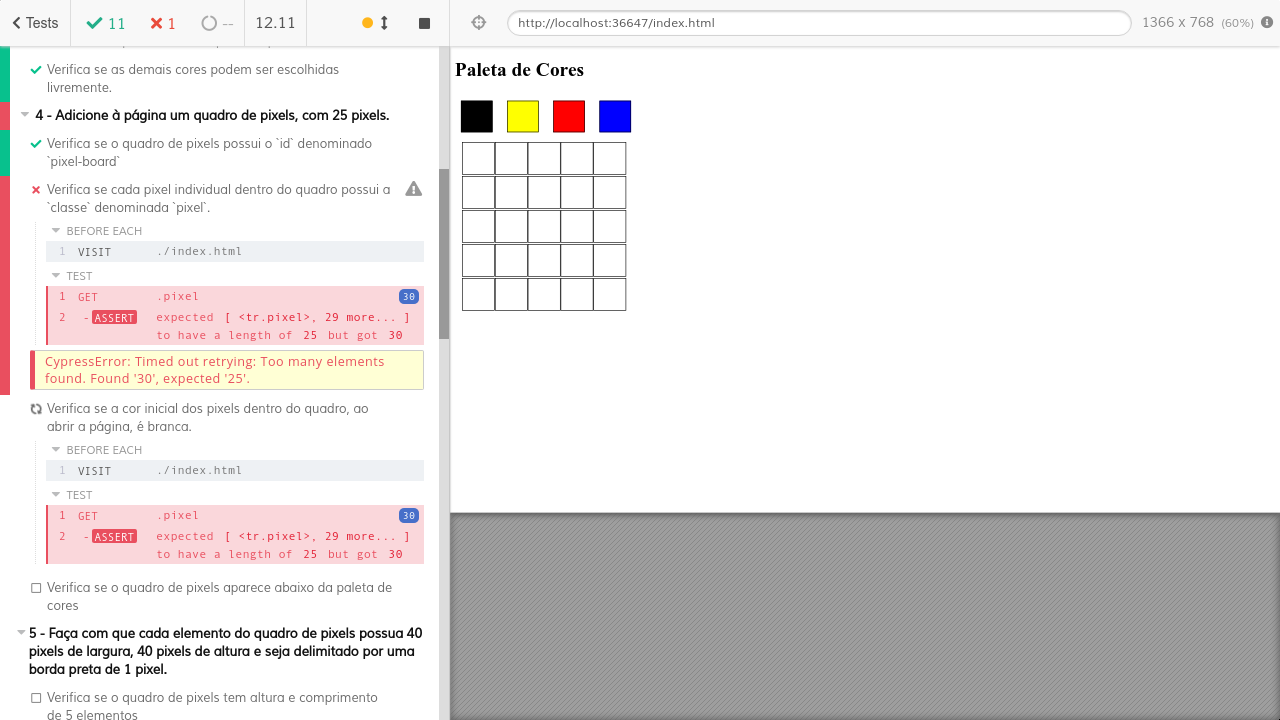 Tests
11
1
--
12.11
http://localhost:36647/index.html
1366 x 768 (60%)
Verifica se as demais cores podem ser escolhidas
livremente.
4 - Adicione à página um quadro de pixels, com 25 pixels.
Verifica se o quadro de pixels possui o `id` denominado
`pixel-board`
Verifica se cada pixel individual dentro do quadro possui a
`classe` denominada `pixel`.
BEFORE EACH
1 VISIT ./index.html
TEST
1 GET .pixel 30
2 -ASSERT expected [ <tr.pixel>, 29 more... ]
to have a length of 25 but got 30
CypressError: Timed out retrying: Too many elements
found. Found '30', expected '25'.
Verifica se a cor inicial dos pixels dentro do quadro, ao
abrir a página, é branca.
BEFORE EACH
1 VISIT ./index.html
TEST
1 GET .pixel 30
2 -ASSERT expected [ <tr.pixel>, 29 more... ]
to have a length of 25 but got 30
Verifica se o quadro de pixels aparece abaixo da paleta de
cores
5 - Faça com que cada elemento do quadro de pixels possua 40
pixels de largura, 40 pixels de altura e seja delimitado por uma
borda preta de 1 pixel.
Verifica se o quadro de pixels tem altura e comprimento
de 5 elementos
Paleta de Cores